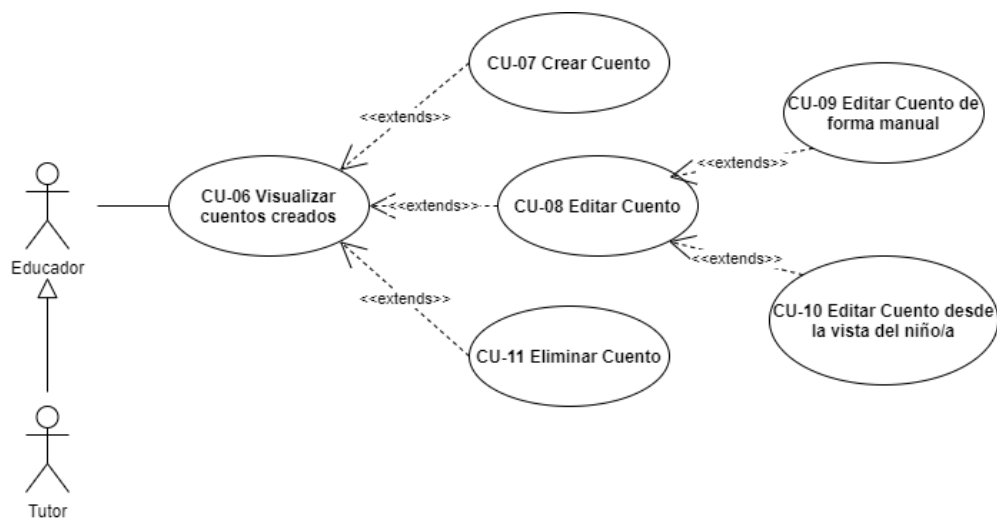 CU-07 Crear Cuento
<<extends>>
CU-09 Editar Cuento de
forma manual
<<extends>>
CU-06 Visualizar
cuentos creados
<<extends>>
CU-08 Editar Cuento
Educador
<<extends>>
CU-10 Editar Cuento desde
la vista del niño/a
<<extends>>
CU-11 Eliminar Cuento
Tutor